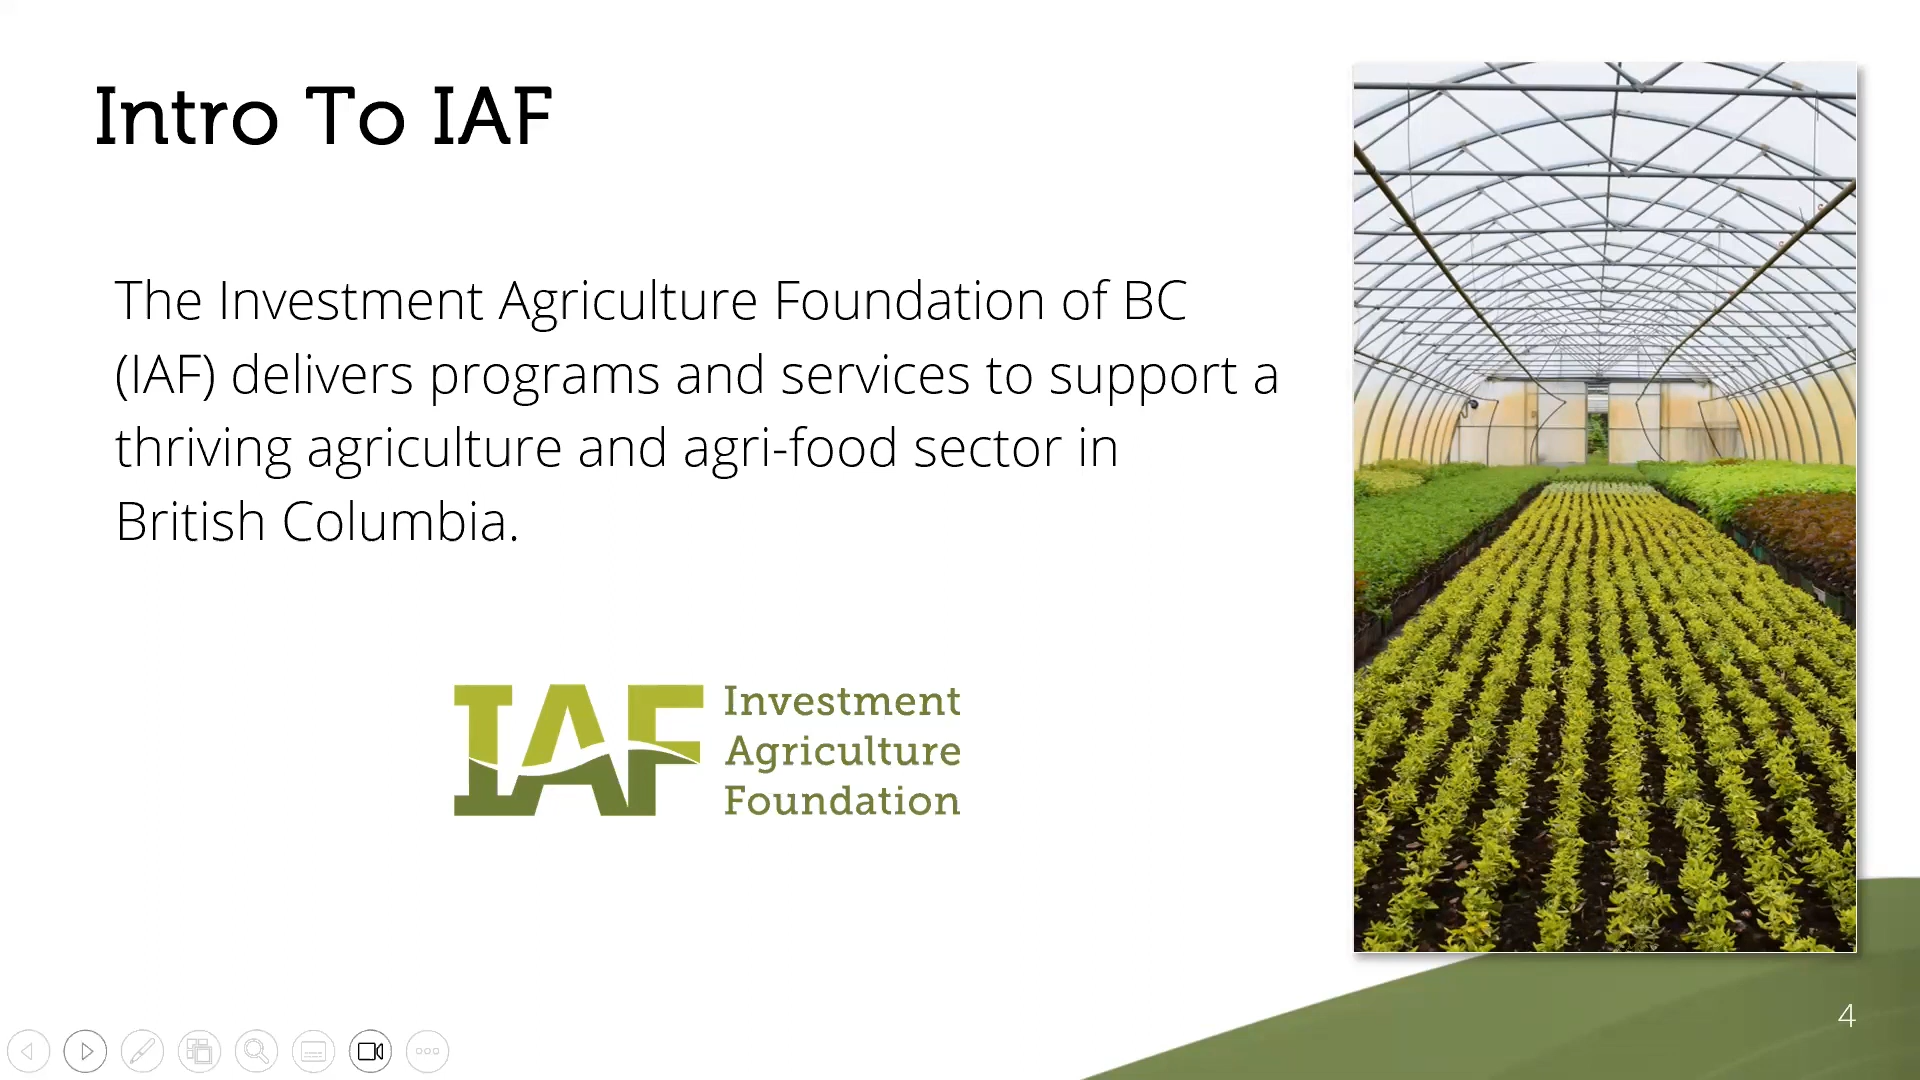 Intro To IAF
The Investment Agriculture Foundation of BC
(IAF) delivers programs and services to support a
thriving agriculture and agri-food sector in
British Columbia.
IAF
Investment
Agriculture
Foundation
4